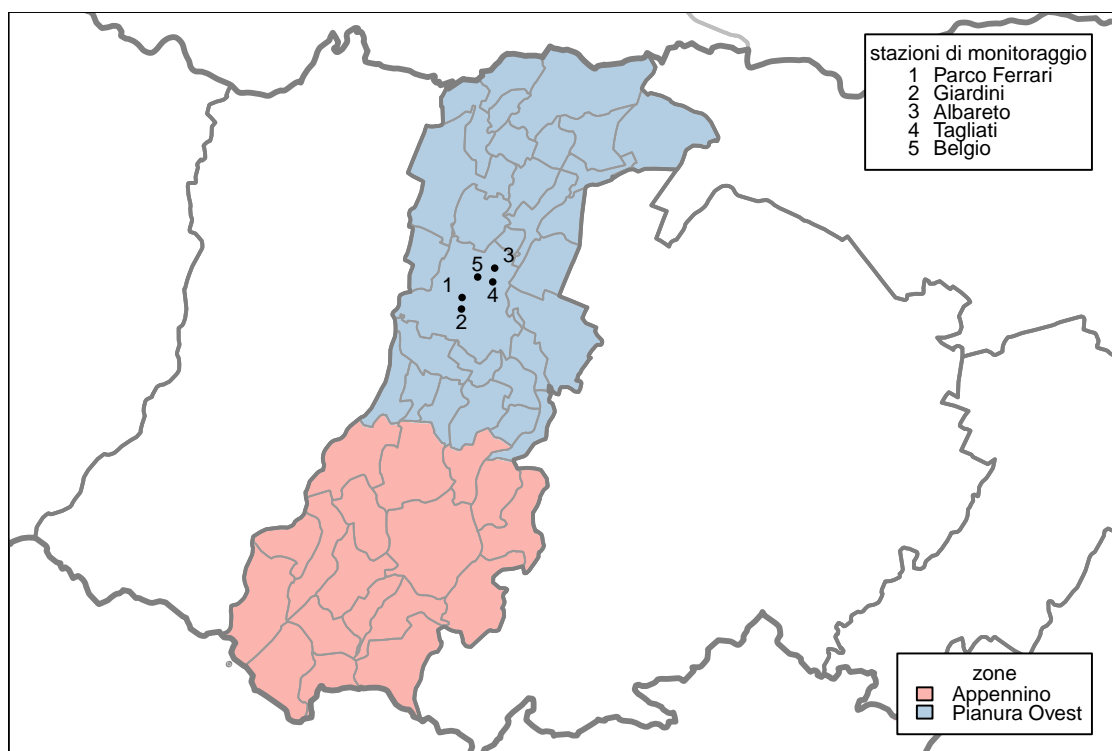 stazioni di monitoraggio
1 Parco Ferrari
2 Giardini
3 Albareto
4 Tagliati
5 Belgio
5 3
1 4
2
zone
Appennino
Pianura Ovest